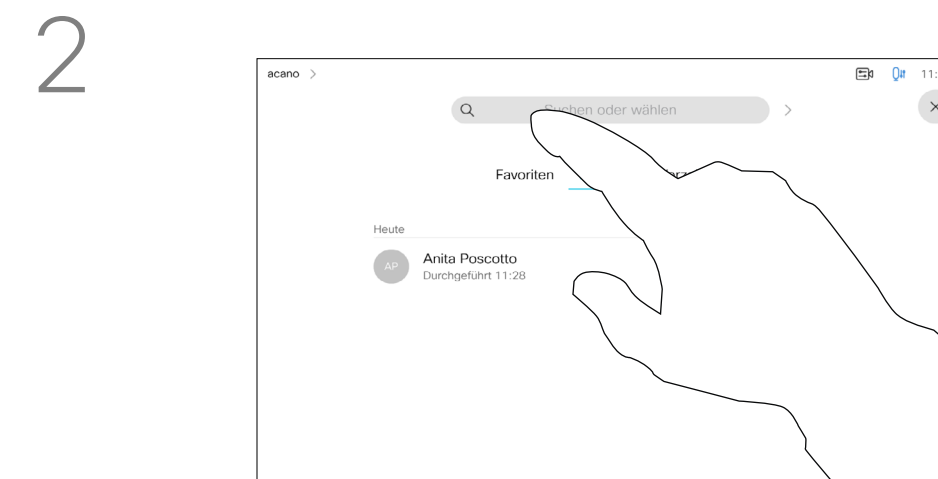 2
acano >
11:
Suchen oder wählen
Favoriten
Heute
AP
Anita Poscotto
Durchgeführt 11:28